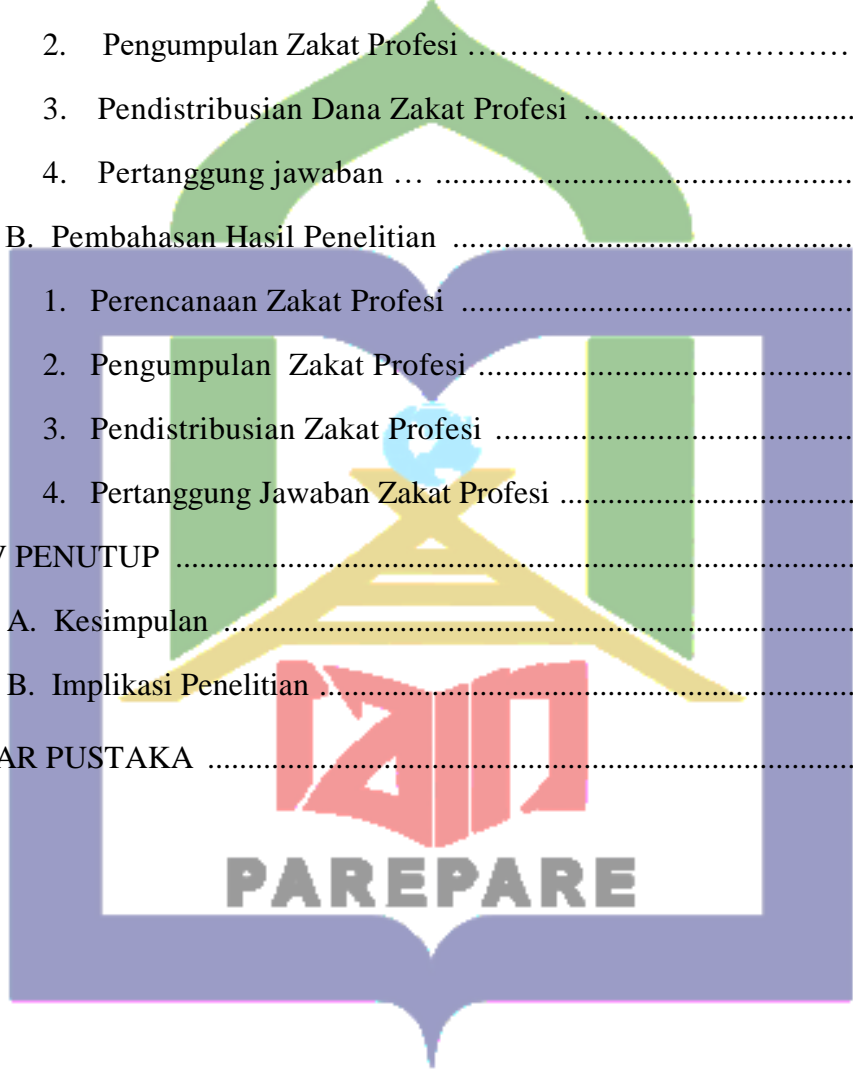 2. Pengumpulan Zakat Profesi ….……………………………
3. Pendistribusian Dana Zakat Profesi ..................................
4. Pertanggung jawaban … .....................................................
B. Pembahasan Hasil Penelitian ..................................................
1. Perencanaan Zakat Profesi .................................................
2. Pengumpulan Zakat Profesi ..............................................
3. Pendistribusian Zakat Profesi ............................................
4. Pertanggung Jawaban Zakat Profesi ...................................
PENUTUP ..............................................................................
A. Kesimpulan ...........................................................................
B. Implikasi Penelitian ................................................................
AR PUSTAKA ..........................................................................
iain
PAREPARE